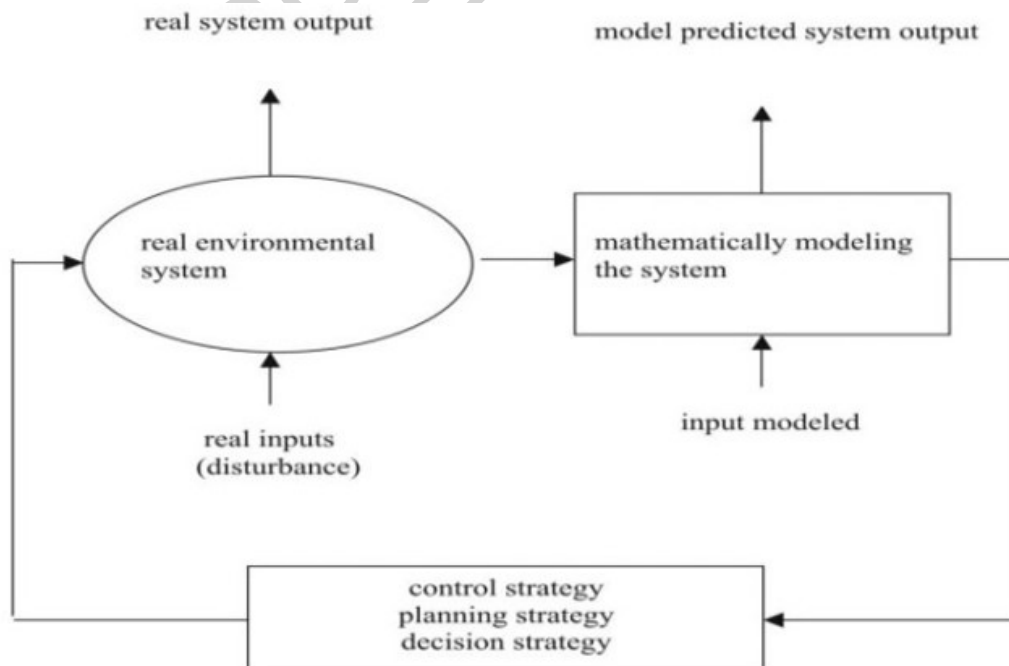 real system output
model predicted system output
real environmental
system
mathematically modeling
the system
real inputs
(disturbance)
input modeled
control strategy
planning strategy
decision strategy